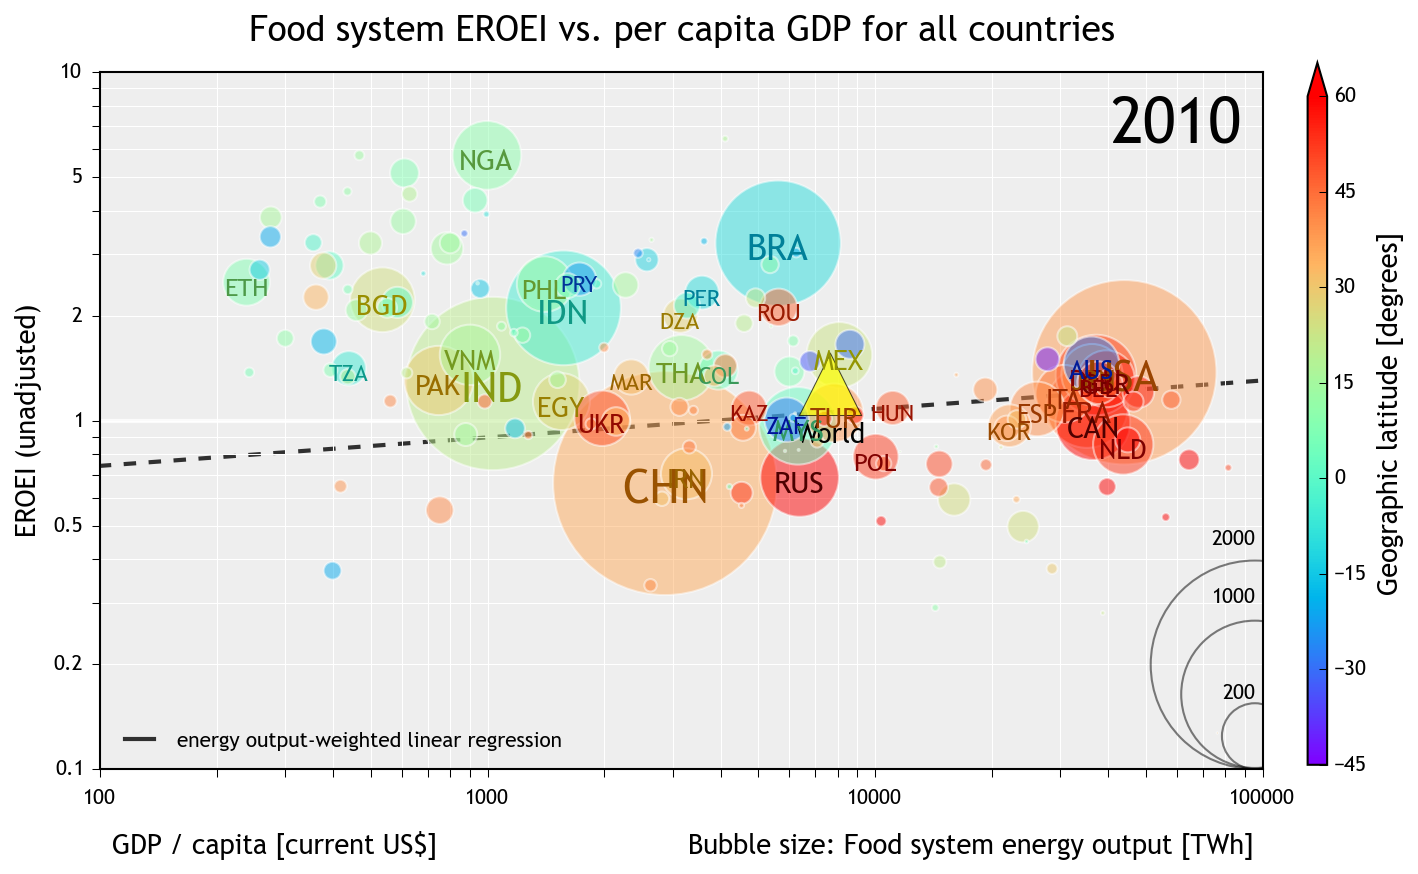 Food system EROEI vs. per capita GDP for all countries
2010
10
5
2
1
0.5
0.2
0.1
EROEI (unadjusted)
NGA
ETH
BGD
TZA
PHL
PRY
IDN
BRA
PER
DZA
ROU
VNM
PAK
IND
EGY
MAR
THA
COL
MEX
UKR
KAZ
ZAF
TUR
HUN
MYS
World
CHN
IRN
RUS
POL
AUS
USA
GBR
BEL
ITA
ESP
FRA
KOR
CAN
NLD
2000
1000
200
energy output-weighted linear regression
100
1000
10000
100000
GDP / capita [current US$]
Bubble size: Food system energy output [TWh]
60
45
30
15
0
−15
−30
−45
Geographic latitude [degrees]